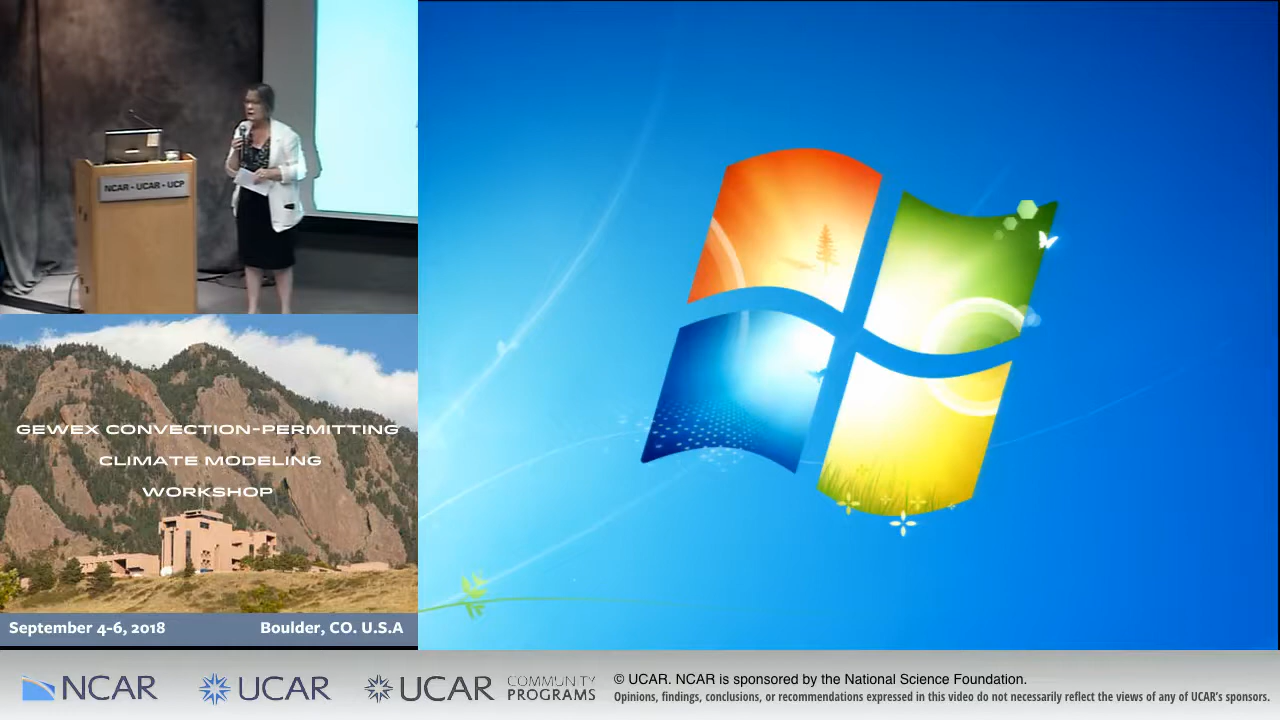 NCAR • UCAR • UCP
GEWEX CONVECTION-PERMITTING
CLIMATE MODELING
WORKSHOP
September 4-6, 2018 Boulder, CO. U.S.A
NCAR UCAR UCAR COMMUNITY PROGRAMS
© UCAR. NCAR is sponsored by the National Science Foundation.
Opinions, findings, conclusions, or recommendations expressed in this video do not necessarily reflect the views of any of UCAR's sponsors.